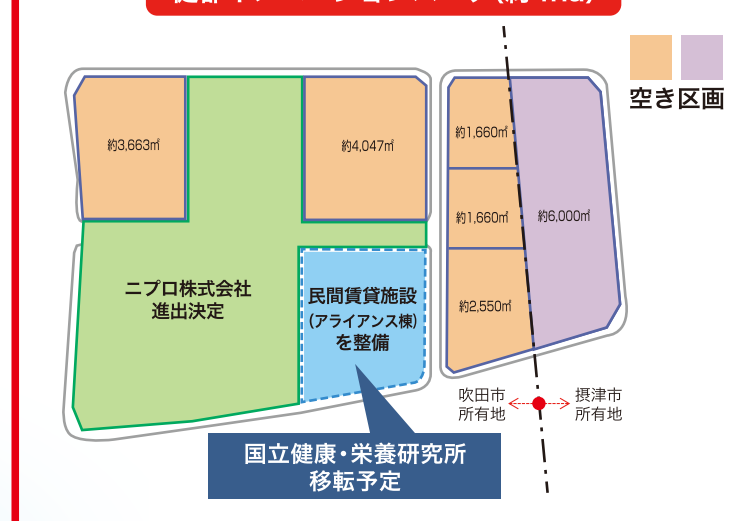 空き区画
約3,663㎡
約4,047㎡
約1,660㎡
約1,660㎡
約6,000㎡
約2,550㎡
ニプロ株式会社
進出決定
民間賃貸施設
(アライアンス棟)
を整備
吹田市
所有地
摂津市
所有地
国立健康・栄養研究所
移転予定